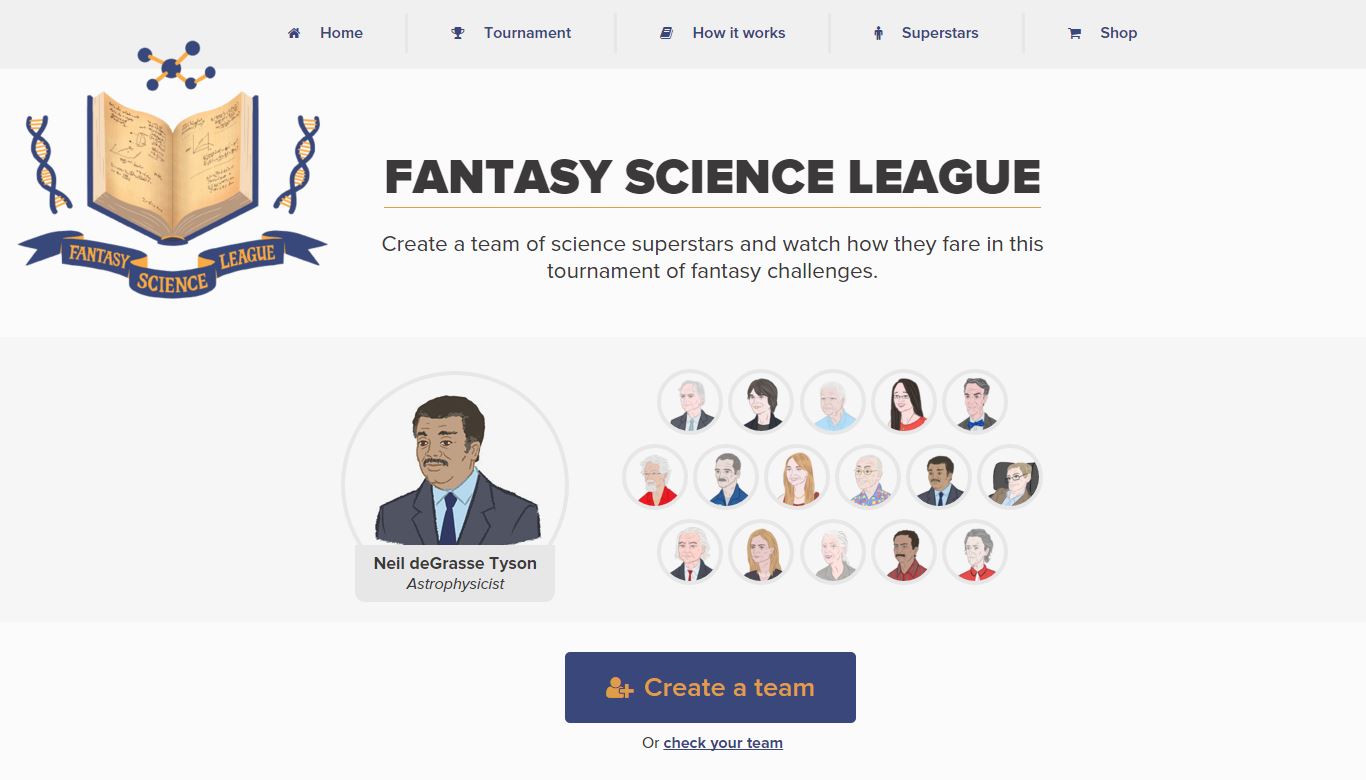 Home
Tournament
How it works
Superstars
Shop
FANTASY
SCIENCE
LEAGUE
FANTASY SCIENCE LEAGUE
Create a team of science superstars and watch how they fare in this
tournament of fantasy challenges.
Neil deGrasse Tyson
Astrophysicist
Create a team
Or check your team